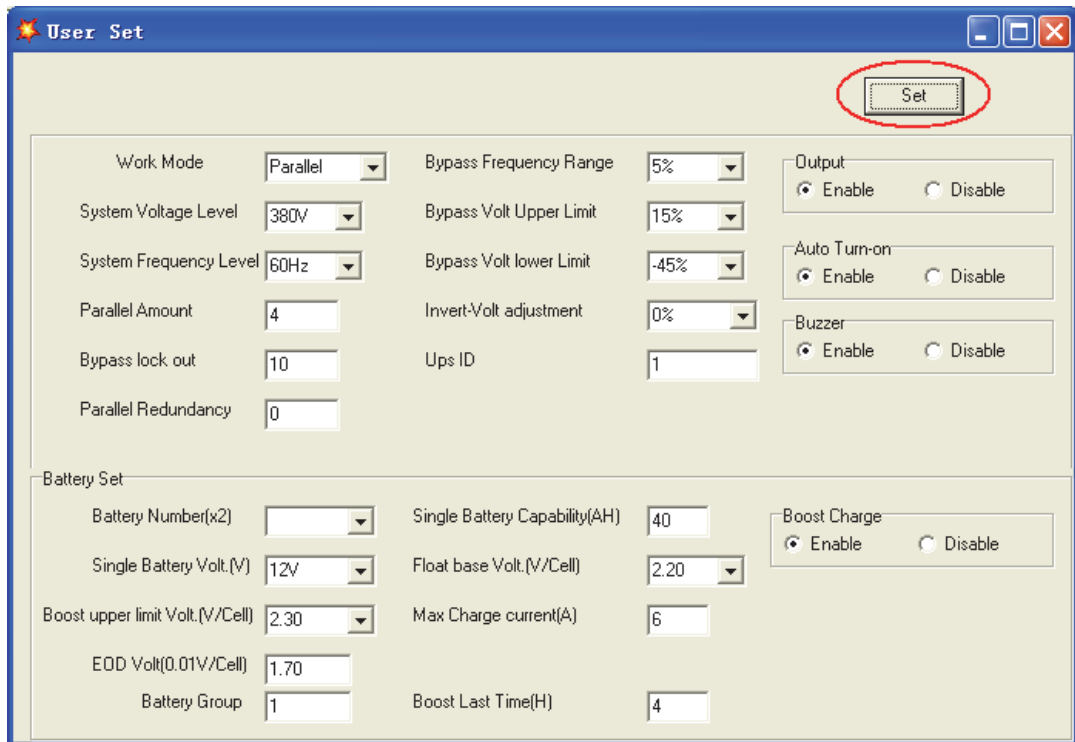 User Set
Set
Work Mode Parallel Bypass Frequency Range 5% Output
Enable Disable
System Voltage Level 380V Bypass Volt Upper Limit 15%
System Frequency Level 60Hz Bypass Volt lower Limit -45% Auto Turn-on
Enable Disable
Parallel Amount 4 Invert-Volt adjustment 0% Buzzer
Enable Disable
Bypass lock out 10 Ups ID 1
Parallel Redundancy 0
Battery Set
Battery Number(x2) Single Battery Capability(AH) 40 Boost Charge
Enable Disable
Single Battery Volt.(V) 12V Float base Volt.(V/Cell) 2.20
Boost upper limit Volt.(V/Cell) 2.30 Max Charge current(A) 6
EOD Volt(0.01V/Cell) 1.70
Battery Group 1 Boost Last Time(H) 4